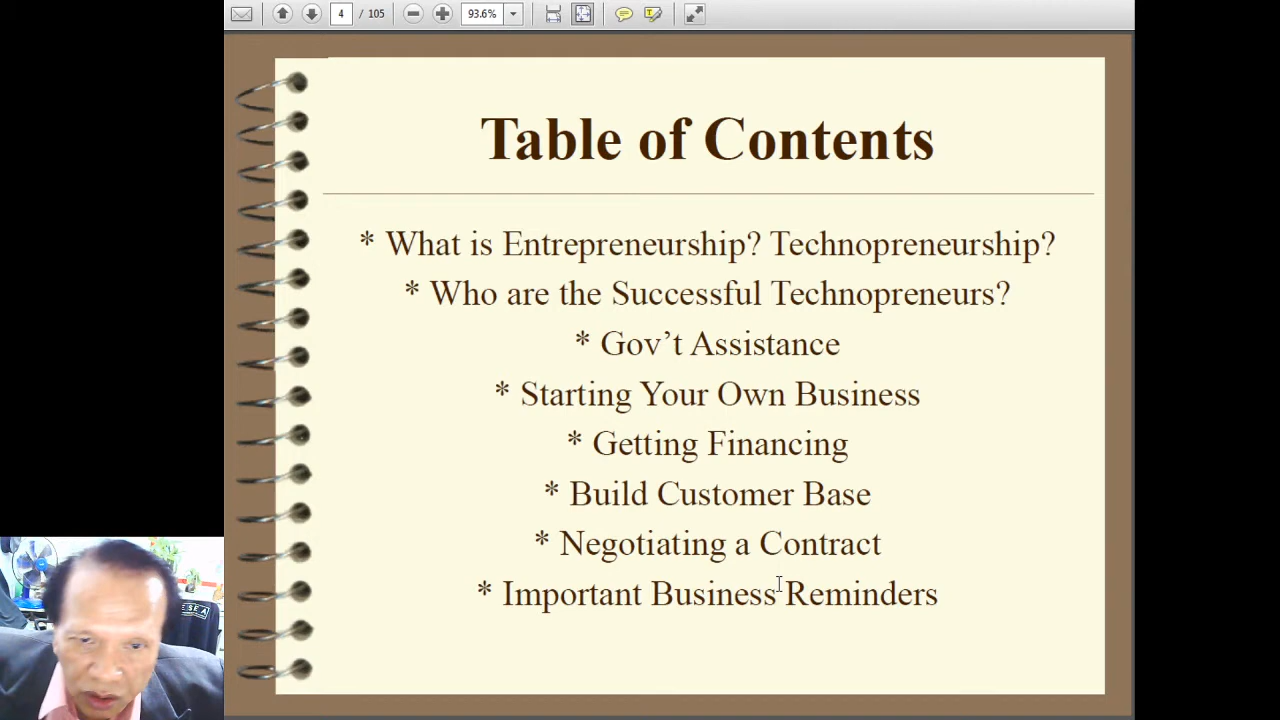 4 / 105 93.6%
Table of Contents
* What is Entrepreneurship? Technopreneurship?
* Who are the Successful Technopreneurs?
* Gov’t Assistance
* Starting Your Own Business
* Getting Financing
* Build Customer Base
* Negotiating a Contract
* Important Business Reminders